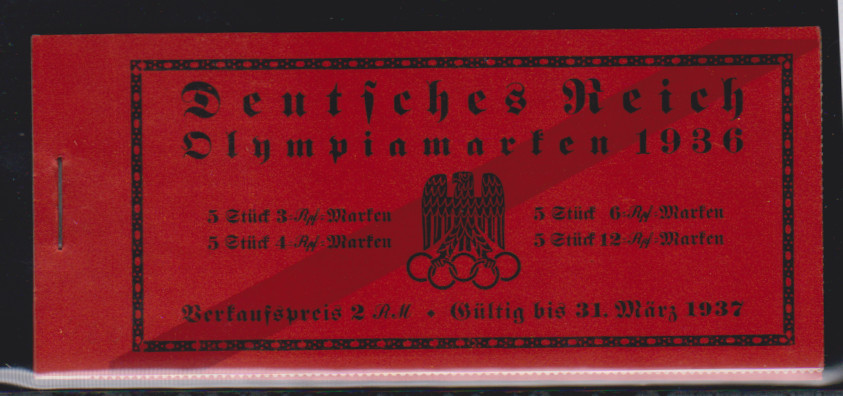 Deutsches Reich
Olympiamarken 1936
5 Stück 3-Rpf-Marken
5 Stück 4-Rpf-Marken
5 Stück 6-Rpf-Marken
5 Stück 12-Rpf-Marken
Verkaufspreis 2 RM • Gültig bis 31. März 1937